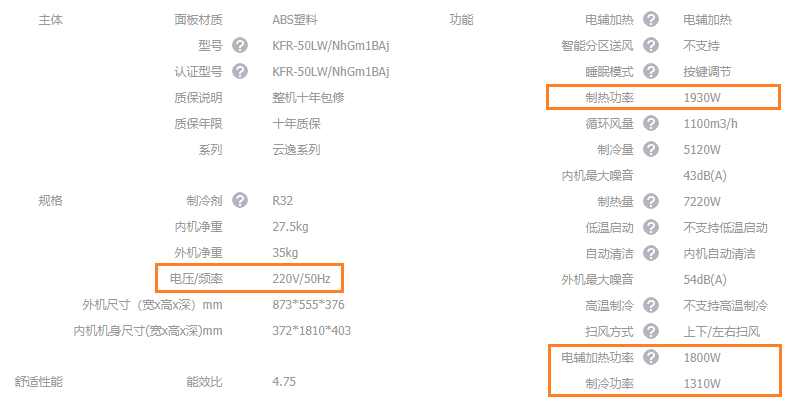 主体 面板材质 ABS塑料
型号 ? KFR-50LW/NhGm1BAj
认证型号 ? KFR-50LW/NhGm1BAj
质保说明 整机十年包修
质保年限 十年质保
系列 云逸系列
规格 制冷剂 ? R32
内机净重 27.5kg
外机净重 35kg
电压/频率 220V/50Hz
外机尺寸（宽x高x深）mm 873*555*376
内机机身尺寸(宽x高x深)mm 372*1810*403
舒适性能 能效比 4.75
功能 电辅加热 ? 电辅加热
智能分区送风 ? 不支持
睡眠模式 ? 按键调节
制热功率 1930W
循环风量 ? 1100m3/h
制冷量 ? 5120W
内机最大噪音 43dB(A)
制热量 ? 7220W
低温启动 ? 不支持低温启动
自动清洁 ? 内机自动清洁
外机最大噪音 54dB(A)
高温制冷 ? 不支持高温制冷
扫风方式 ? 上下/左右扫风
电辅加热功率 ? 1800W
制冷功率 1310W